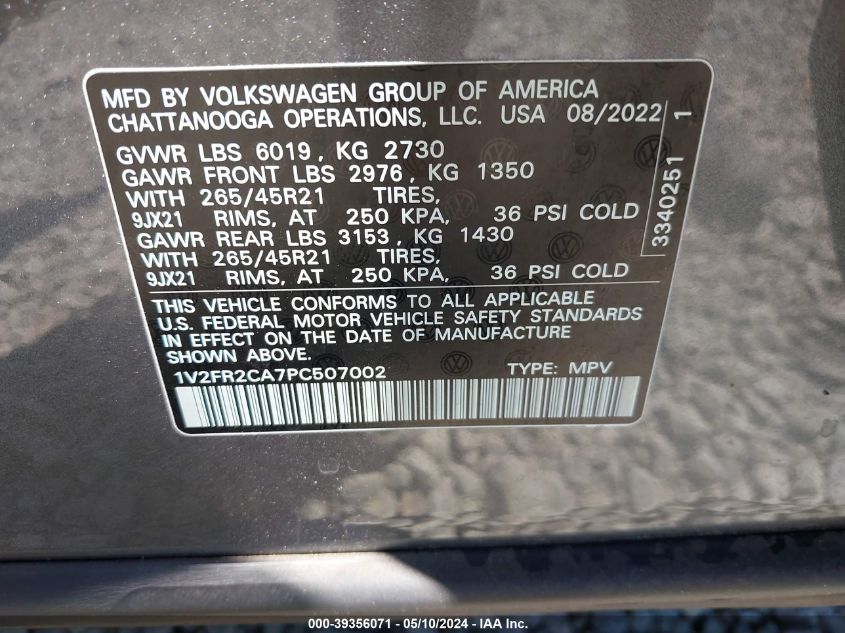 MFD BY VOLKSWAGEN GROUP OF AMERICA
CHATTANOOGA OPERATIONS, LLC. USA 08/2022
GVWR LBS 6019, KG 2730
GAWR FRONT LBS 2976, KG 1350
WITH 265/45R21 TIRES,
9JX21 RIMS, AT 250 KPA, 36 PSI COLD
GAWR REAR LBS 3153, KG 1430
WITH 265/45R21 TIRES,
9JX21 RIMS, AT 250 KPA, 36 PSI COLD
THIS VEHICLE CONFORMS TO ALL APPLICABLE
U.S. FEDERAL MOTOR VEHICLE SAFETY STANDARDS
IN EFFECT ON THE DATE OF MANUFACTURE
SHOWN ABOVE.
1V2FR2CA7PC507002 TYPE: MPV
3340251 1
000-39356071 - 05/10/2024 - IAA Inc.